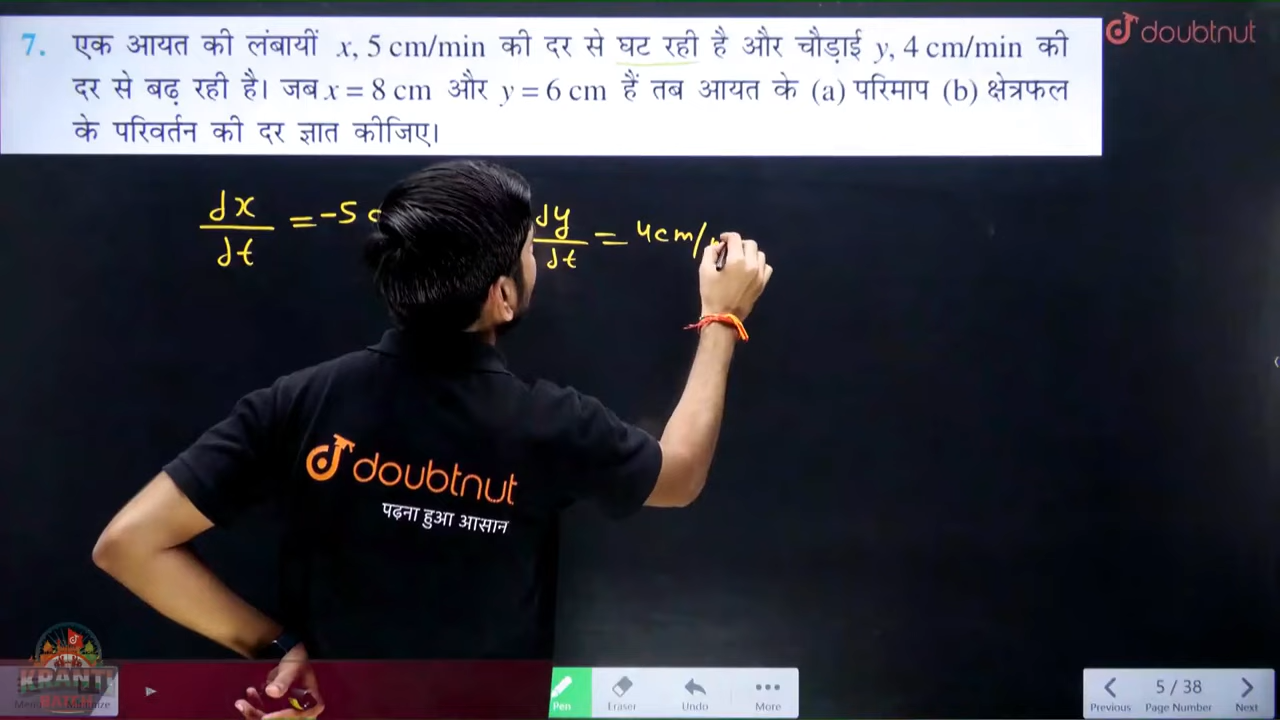 doubtnut
7. एक आयत की लंबायीं x, 5 cm/min की दर से घट रही है और चौड़ाई y, 4 cm/min की
दर से बढ़ रही है। जब x = 8 cm और y = 6 cm हैं तब आयत के (a) परिमाप (b) क्षेत्रफल
के परिवर्तन की दर ज्ञात कीजिए।
dx/dt = -5 dy/dt = 4cm/
doubtnut
पढ़ना हुआ आसान
KRANTI
Pen Eraser Undo More
5 / 38
Previous Page Number Next